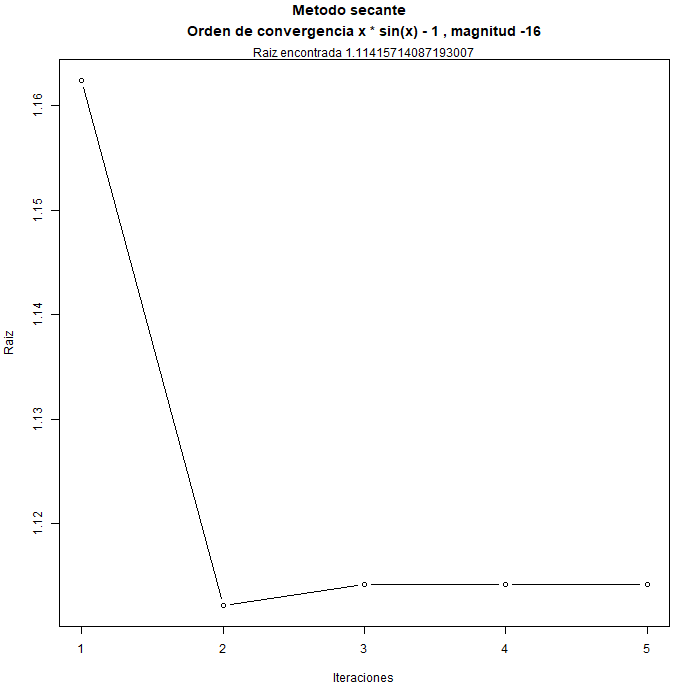 Metodo secante
Orden de convergencia x * sin(x) - 1 , magnitud -16
Raiz encontrada 1.11415714087193007
1.16
1.15
1.14
1.13
1.12
Raiz
1
2
3
4
5
Iteraciones